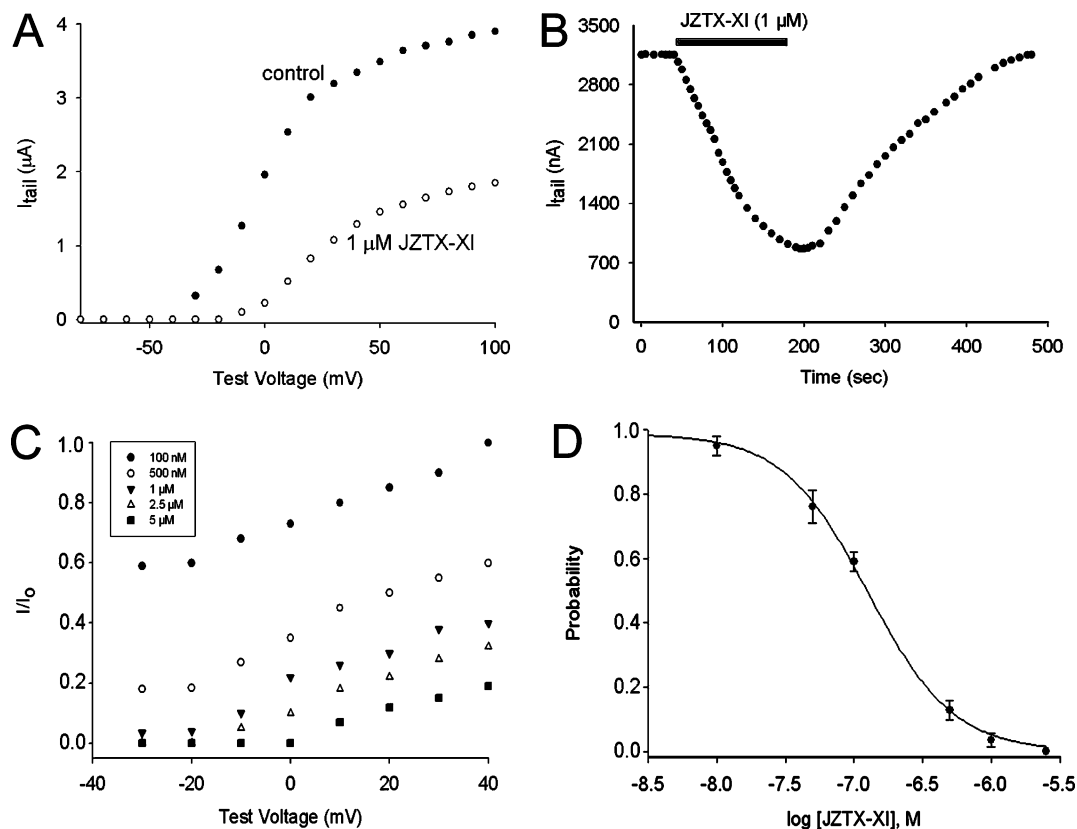 A
4
3
2
1
0
I_tail (µA)
control
1 µM JZTX-XI
-50
0
50
100
Test Voltage (mV)
B
JZTX-XI (1 µM)
3500
2800
2100
1400
700
0
I_tail (nA)
0
100
200
300
400
500
Time (sec)
C
1.0
0.8
0.6
0.4
0.2
0.0
I/I_o
100 nM
500 nM
1 µM
2.5 µM
5 µM
-40
-20
0
20
40
Test Voltage (mV)
D
1.0
0.8
0.6
0.4
0.2
0.0
Probability
-8.5
-8.0
-7.5
-7.0
-6.5
-6.0
-5.5
log [JZTX-XI], M